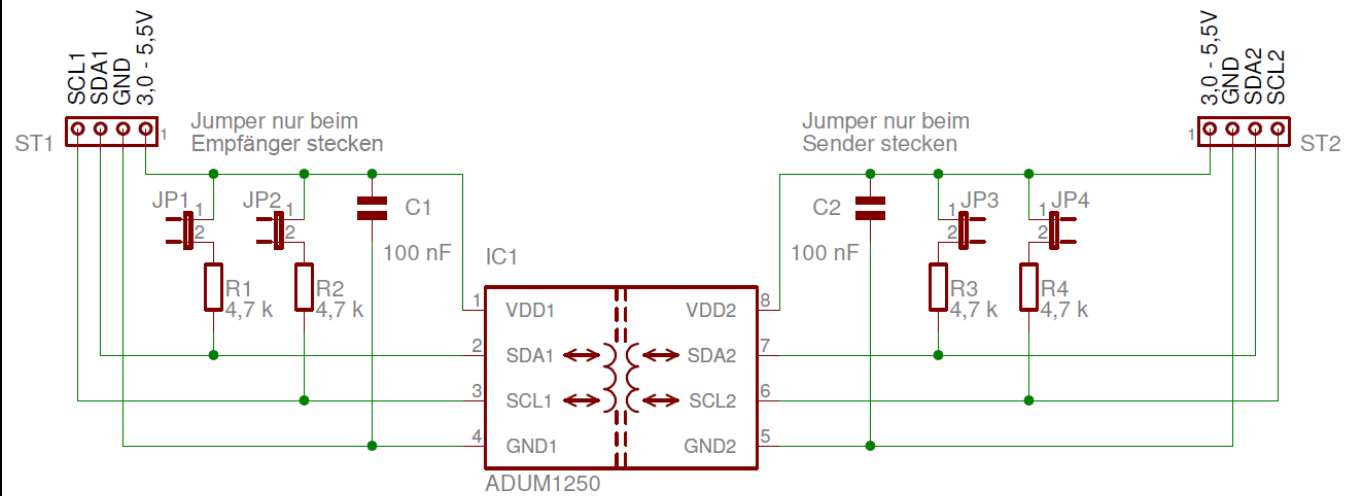 SCL1
SDA1
GND
3,0 - 5,5V
ST1
1
Jumper nur beim
Empfänger stecken
JP1
1
2
JP2
1
2
C1
100 nF
R1
4,7 k
R2
4,7 k
IC1
1
VDD1
2
SDA1
3
SCL1
4
GND1
VDD2
8
SDA2
7
SCL2
6
GND2
5
ADUM1250
3,0 - 5,5V
GND
SDA2
SCL2
1
ST2
Jumper nur beim
Sender stecken
C2
100 nF
1
2
JP3
1
2
JP4
R3
4,7 k
R4
4,7 k